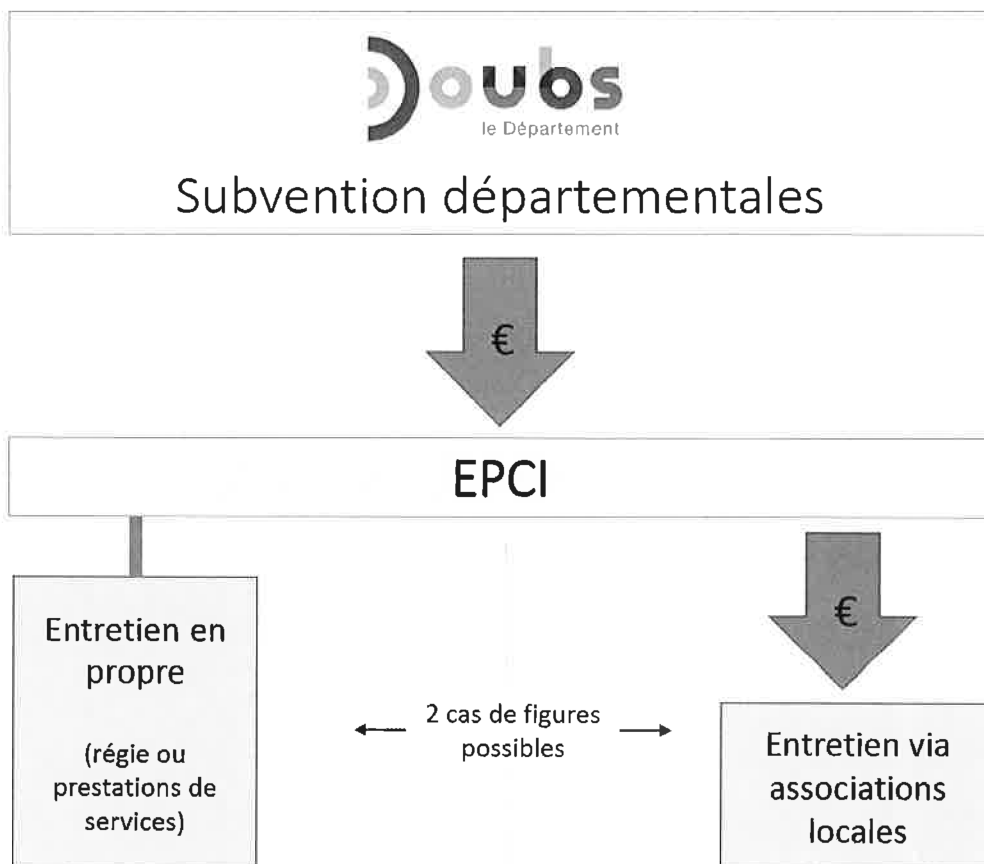 Doubs
le Département
Subvention départementales
€
EPCI
Entretien en
propre
(régie ou
prestations de
services)
2 cas de figures
possibles
€
Entretien via
associations
locales